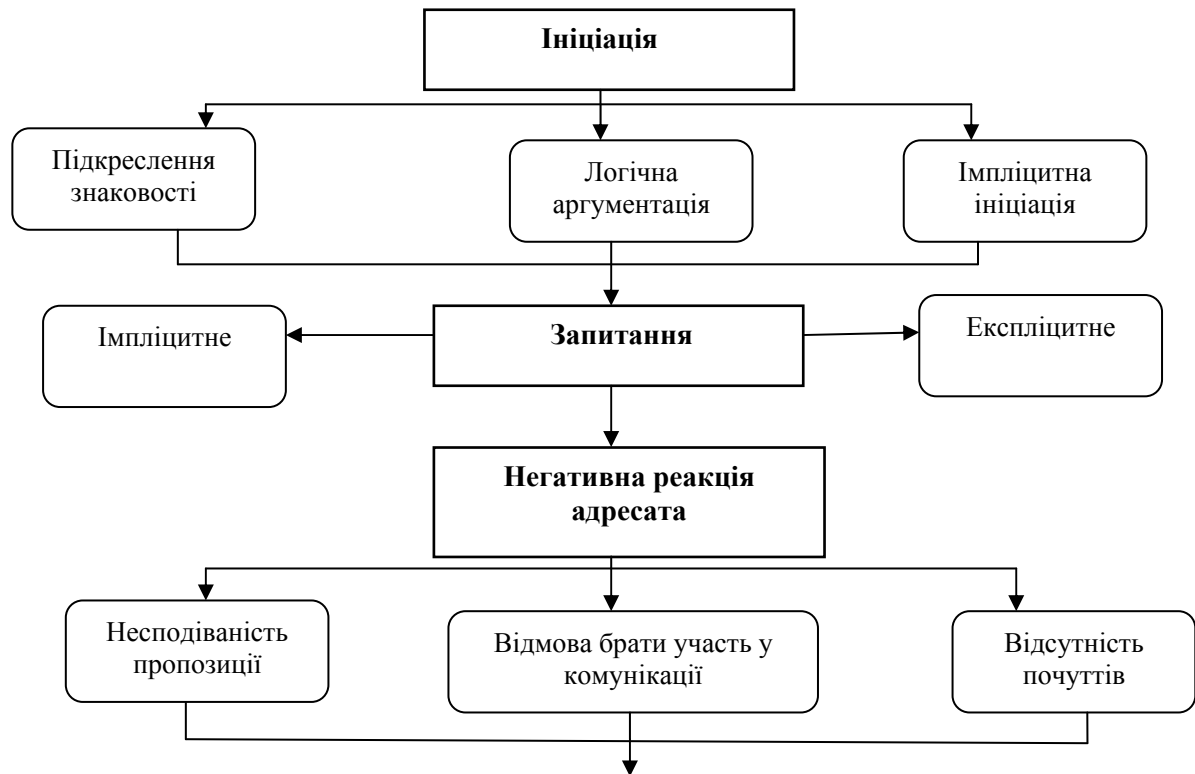 Ініціація
Підкреслення
знаковості
Логічна
аргументація
Імпліцитна
ініціація
Імпліцитне
Запитання
Експліцитне
Негативна реакція
адресата
Несподіваність
пропозиції
Відмова брати участь у
комунікації
Відсутність
почуттів